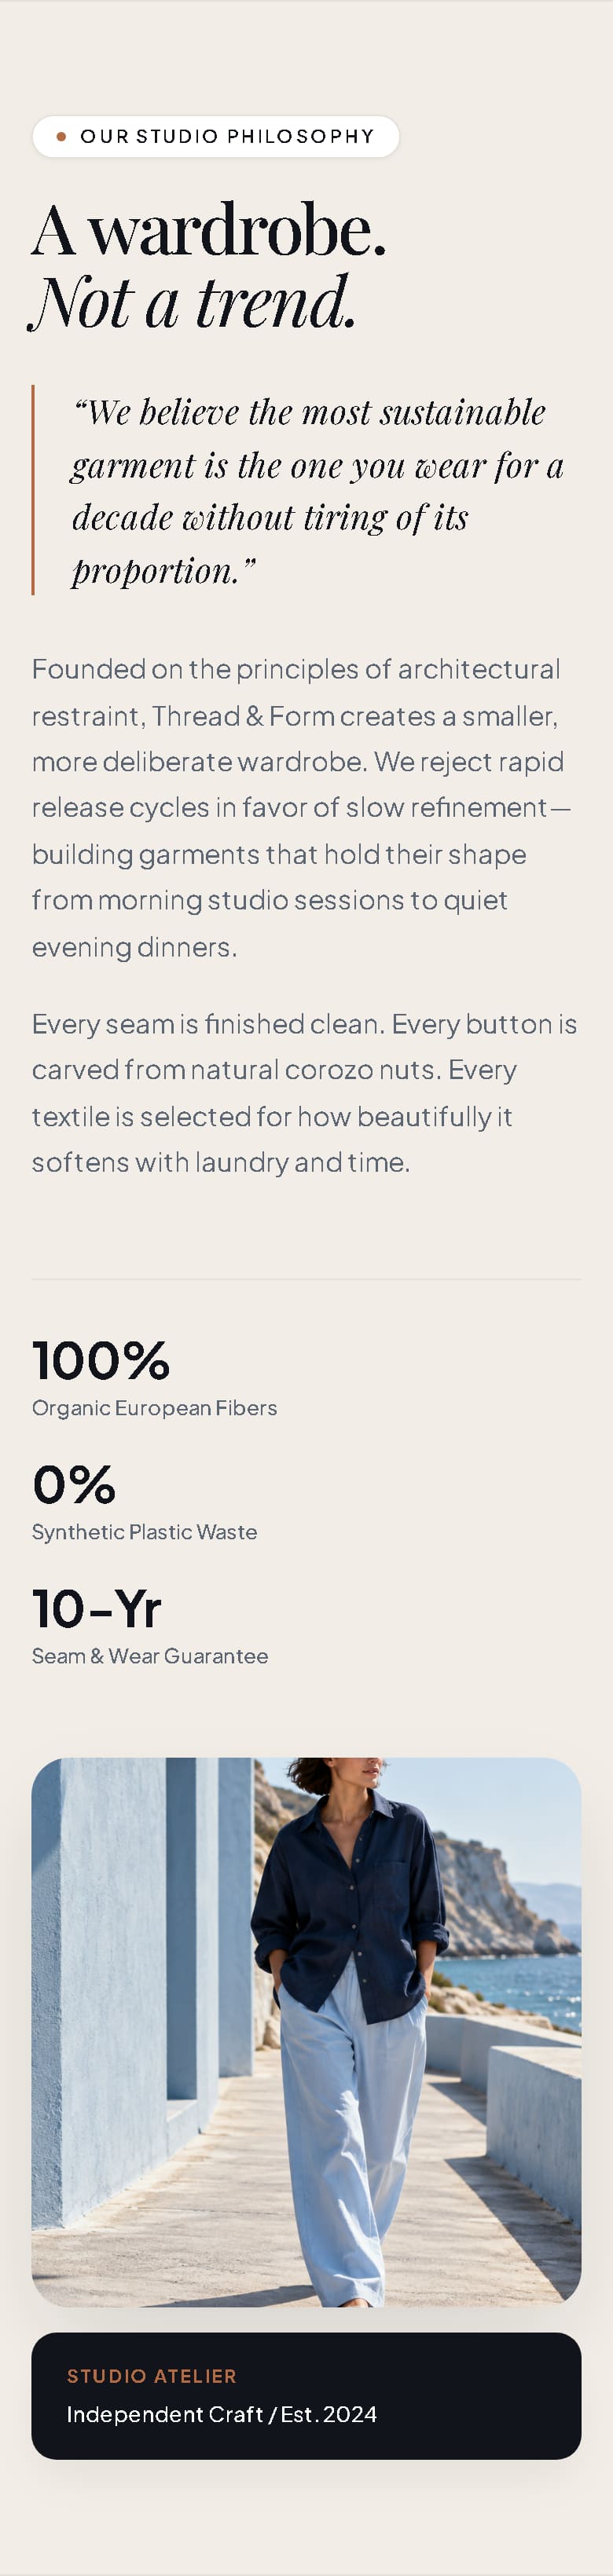 OUR STUDIO PHILOSOPHY
A wardrobe.
Not a trend.
“We believe the most sustainable
garment is the one you wear for a
decade without tiring of its
proportion.”
Founded on the principles of architectural
restraint, Thread & Form creates a smaller,
more deliberate wardrobe. We reject rapid
release cycles in favor of slow refinement—
building garments that hold their shape
from morning studio sessions to quiet
evening dinners.
Every seam is finished clean. Every button is
carved from natural corozo nuts. Every
textile is selected for how beautifully it
softens with laundry and time.
100%
Organic European Fibers
0%
Synthetic Plastic Waste
10-Yr
Seam & Wear Guarantee
STUDIO ATELIER
Independent Craft / Est. 2024